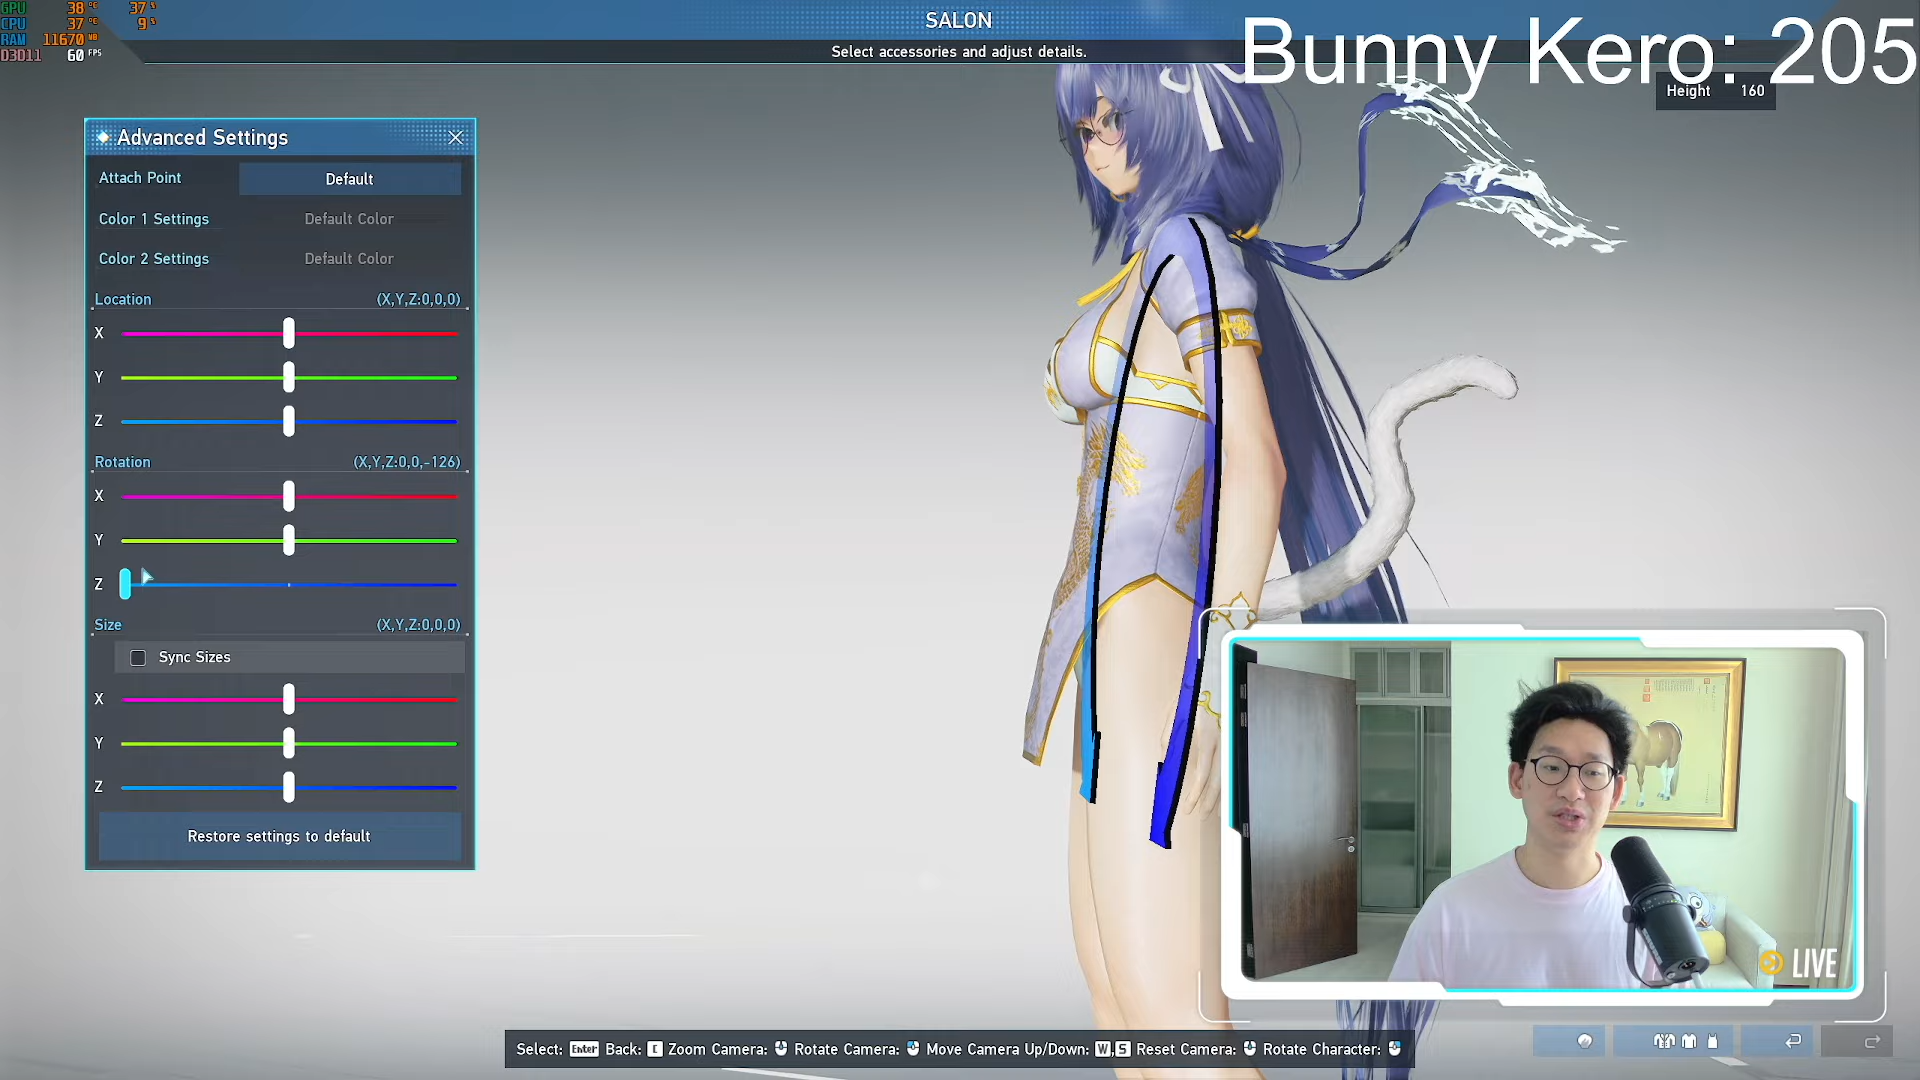 GPU 38 °C 37 %
CPU 37 °C 9 %
RAM 11670 MB
D3D11 60 FPS
SALON
Select accessories and adjust details.
Bunny Kero: 205
Height 160
Advanced Settings
Attach Point Default
Color 1 Settings Default Color
Color 2 Settings Default Color
Location (X,Y,Z:0,0,0)
X
Y
Z
Rotation (X,Y,Z:0,0,-126)
X
Y
Z
Size (X,Y,Z:0,0,0)
Sync Sizes
X
Y
Z
Restore settings to default
LIVE
Select: Enter Back: C Zoom Camera: Rotate Camera: Move Camera Up/Down: W,S Reset Camera: Rotate Character: